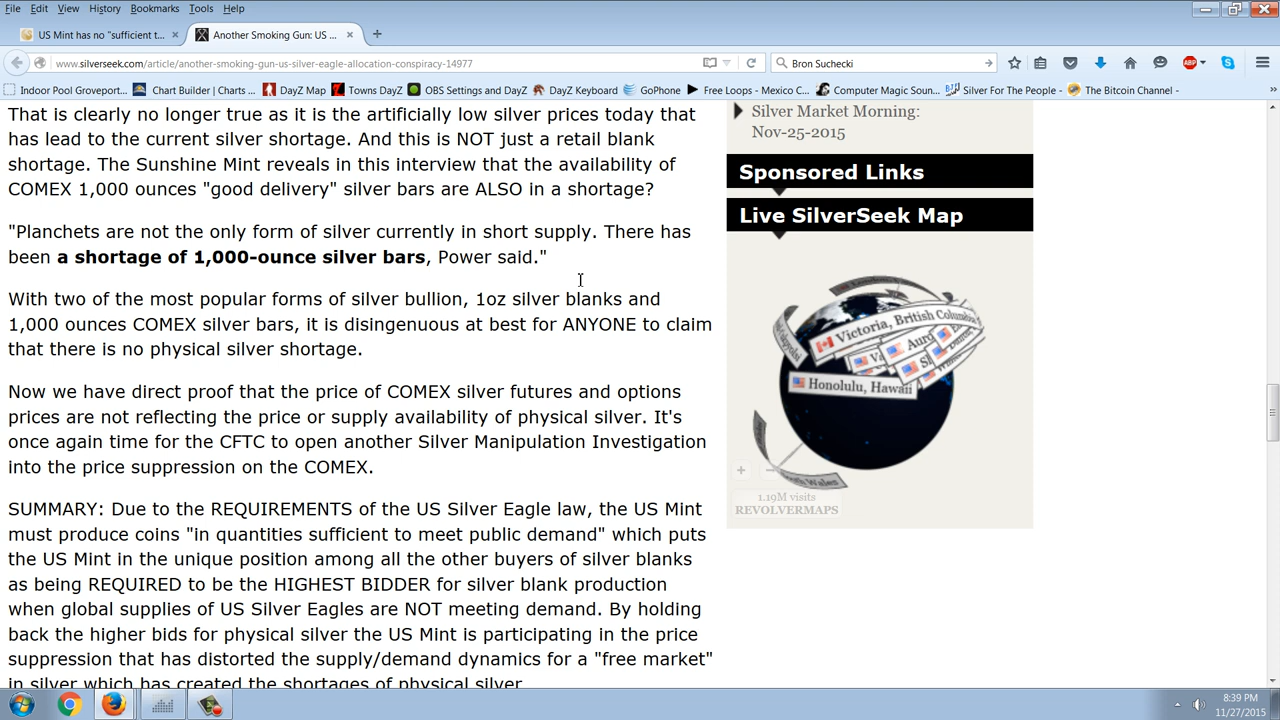 File Edit View History Bookmarks Tools Help
US Mint has no "sufficient t... × Another Smoking Gun: US ... × +
www.silverseek.com/article/another-smoking-gun-us-silver-eagle-allocation-conspiracy-14977 Bron Suchecki
Indoor Pool Groveport... Chart Builder | Charts ... DayZ Map Towns DayZ OBS Settings and DayZ DayZ Keyboard GoPhone Free Loops - Mexico C... Computer Magic Soun... Silver For The People - The Bitcoin Channel -
That is clearly no longer true as it is the artificially low silver prices today that
has lead to the current silver shortage. And this is NOT just a retail blank
shortage. The Sunshine Mint reveals in this interview that the availability of
COMEX 1,000 ounces "good delivery" silver bars are ALSO in a shortage?
"Planchets are not the only form of silver currently in short supply. There has
been a shortage of 1,000-ounce silver bars, Power said."
With two of the most popular forms of silver bullion, 1oz silver blanks and
1,000 ounces COMEX silver bars, it is disingenuous at best for ANYONE to claim
that there is no physical silver shortage.
Now we have direct proof that the price of COMEX silver futures and options
prices are not reflecting the price or supply availability of physical silver. It's
once again time for the CFTC to open another Silver Manipulation Investigation
into the price suppression on the COMEX.
SUMMARY: Due to the REQUIREMENTS of the US Silver Eagle law, the US Mint
must produce coins "in quantities sufficient to meet public demand" which puts
the US Mint in the unique position among all the other buyers of silver blanks
as being REQUIRED to be the HIGHEST BIDDER for silver blank production
when global supplies of US Silver Eagles are NOT meeting demand. By holding
back the higher bids for physical silver the US Mint is participating in the price
suppression that has distorted the supply/demand dynamics for a "free market"
in silver which has created the shortages of physical silver.
Silver Market Morning:
Nov-25-2015
Sponsored Links
Live SilverSeek Map
Victoria, British Columbia
Honolulu, Hawaii
1.19M visits
REVOLVERMAPS
ABP
8:39 PM
11/27/2015